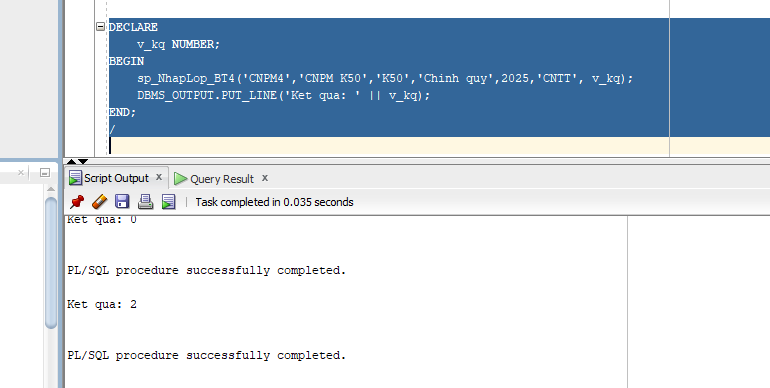 DECLARE
v_kq NUMBER;
BEGIN
sp_NhapLop_BT4('CNPM4','CNPM K50','K50','Chinh quy',2025,'CNTT', v_kq);
DBMS_OUTPUT.PUT_LINE('Ket qua: ' || v_kq);
END;
/
Script Output x
Query Result x
Task completed in 0.035 seconds
Ket qua: 0
PL/SQL procedure successfully completed.
Ket qua: 2
PL/SQL procedure successfully completed.